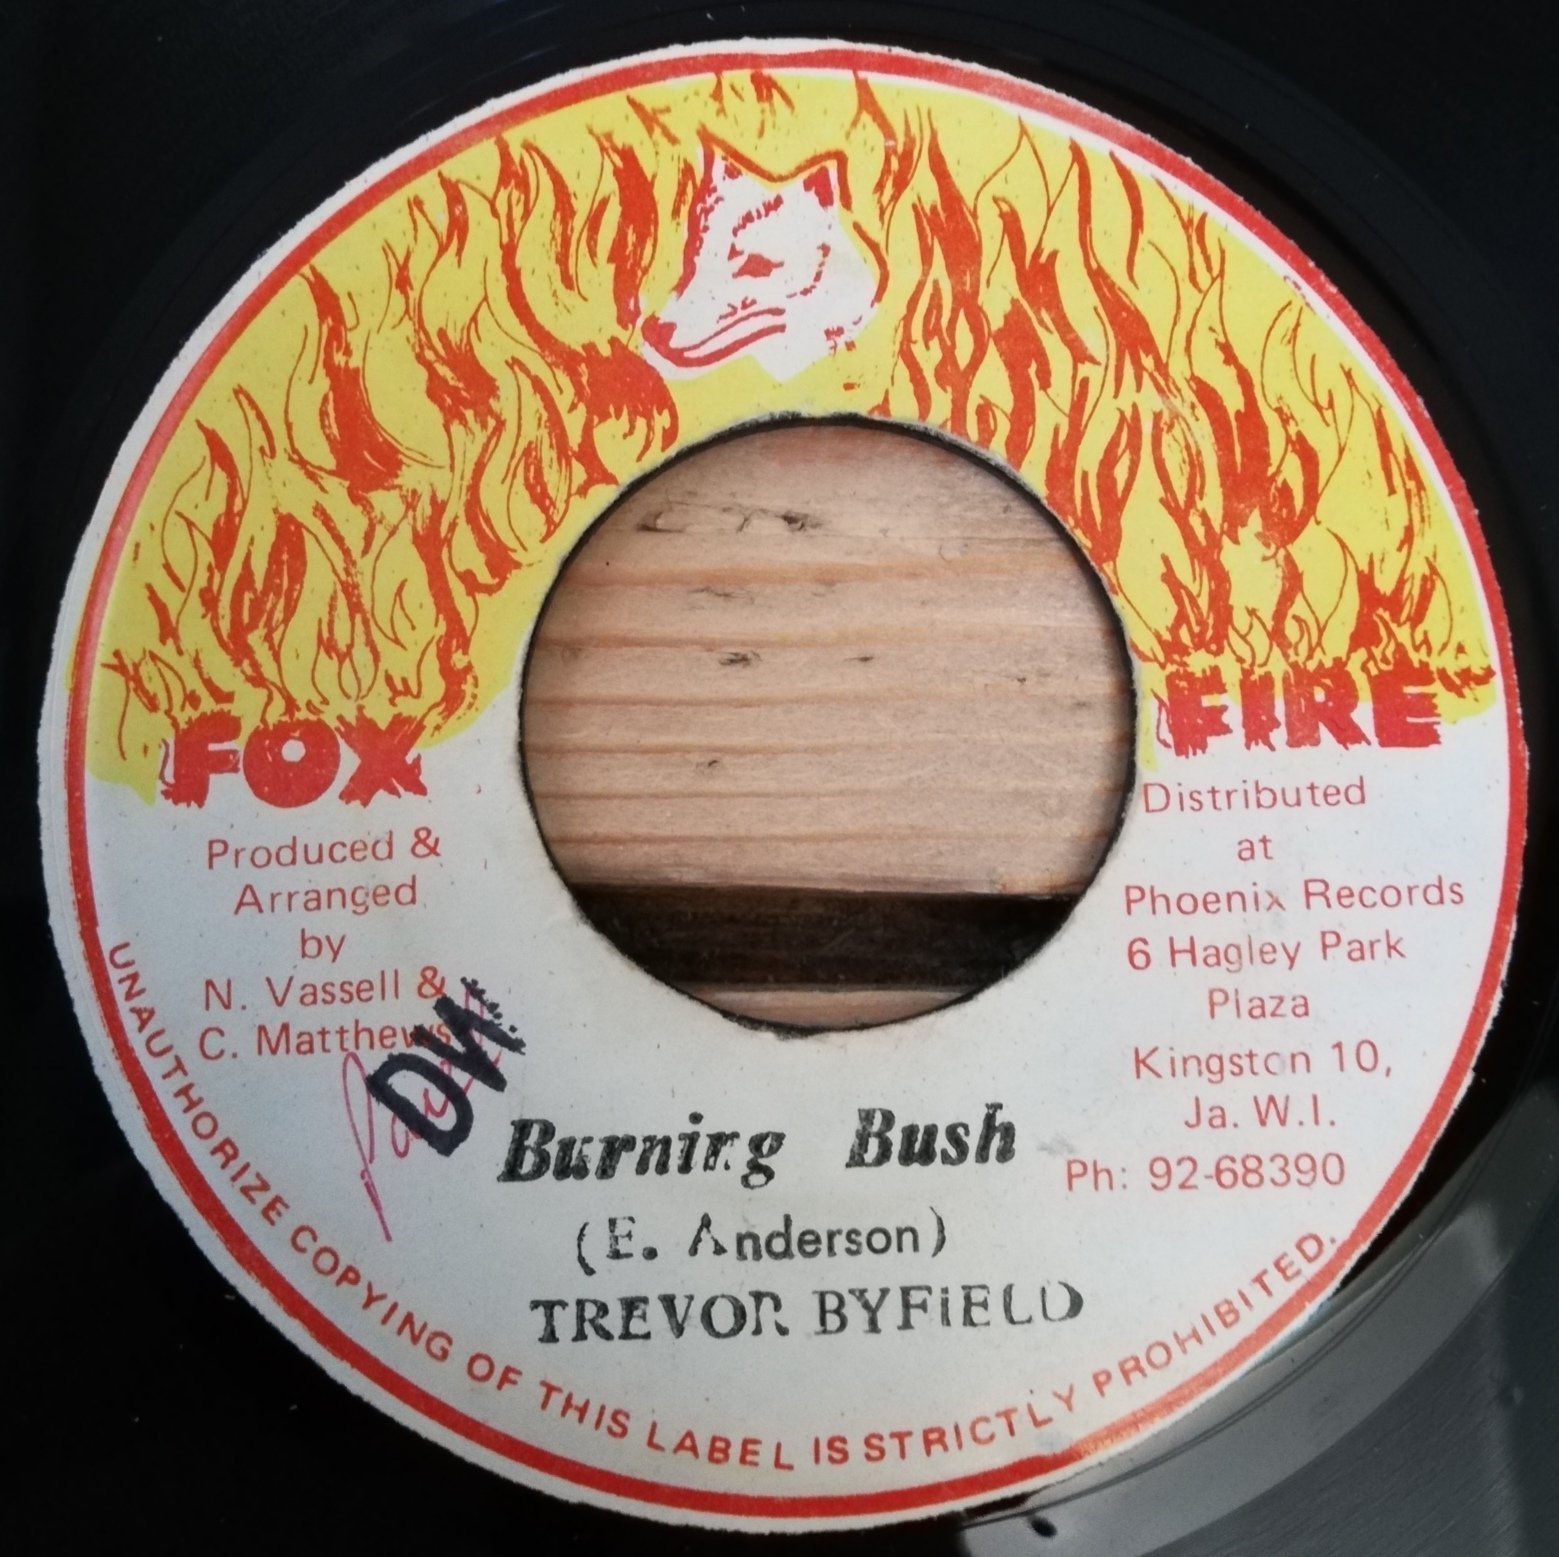 FOX FIRE
Produced &
Arranged
by
N. Vassell &
C. Matthews
Distributed
at
Phoenix Records
6 Hagley Park
Plaza
Kingston 10,
Ja. W.I.
Ph: 92-68390
DW
Burning Bush
(E. Anderson)
TREVOR BYFiELD
UNAUTHORIZE COPYING OF THIS LABEL IS STRICTLY PROHIBITED.